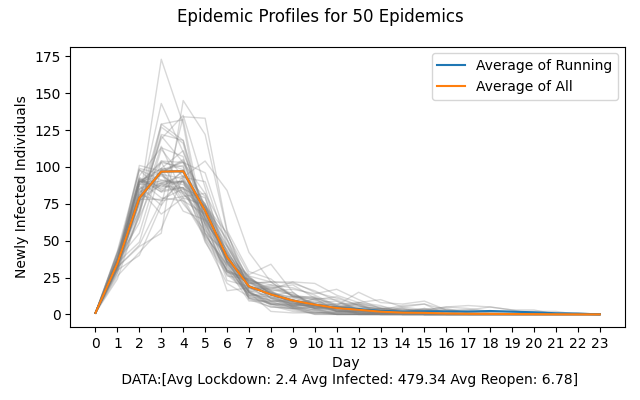 Epidemic Profiles for 50 Epidemics
Average of Running
Average of All
Newly Infected Individuals
175
150
125
100
75
50
25
0
0 1 2 3 4 5 6 7 8 9 10 11 12 13 14 15 16 17 18 19 20 21 22 23
Day
DATA:[Avg Lockdown: 2.4 Avg Infected: 479.34 Avg Reopen: 6.78]